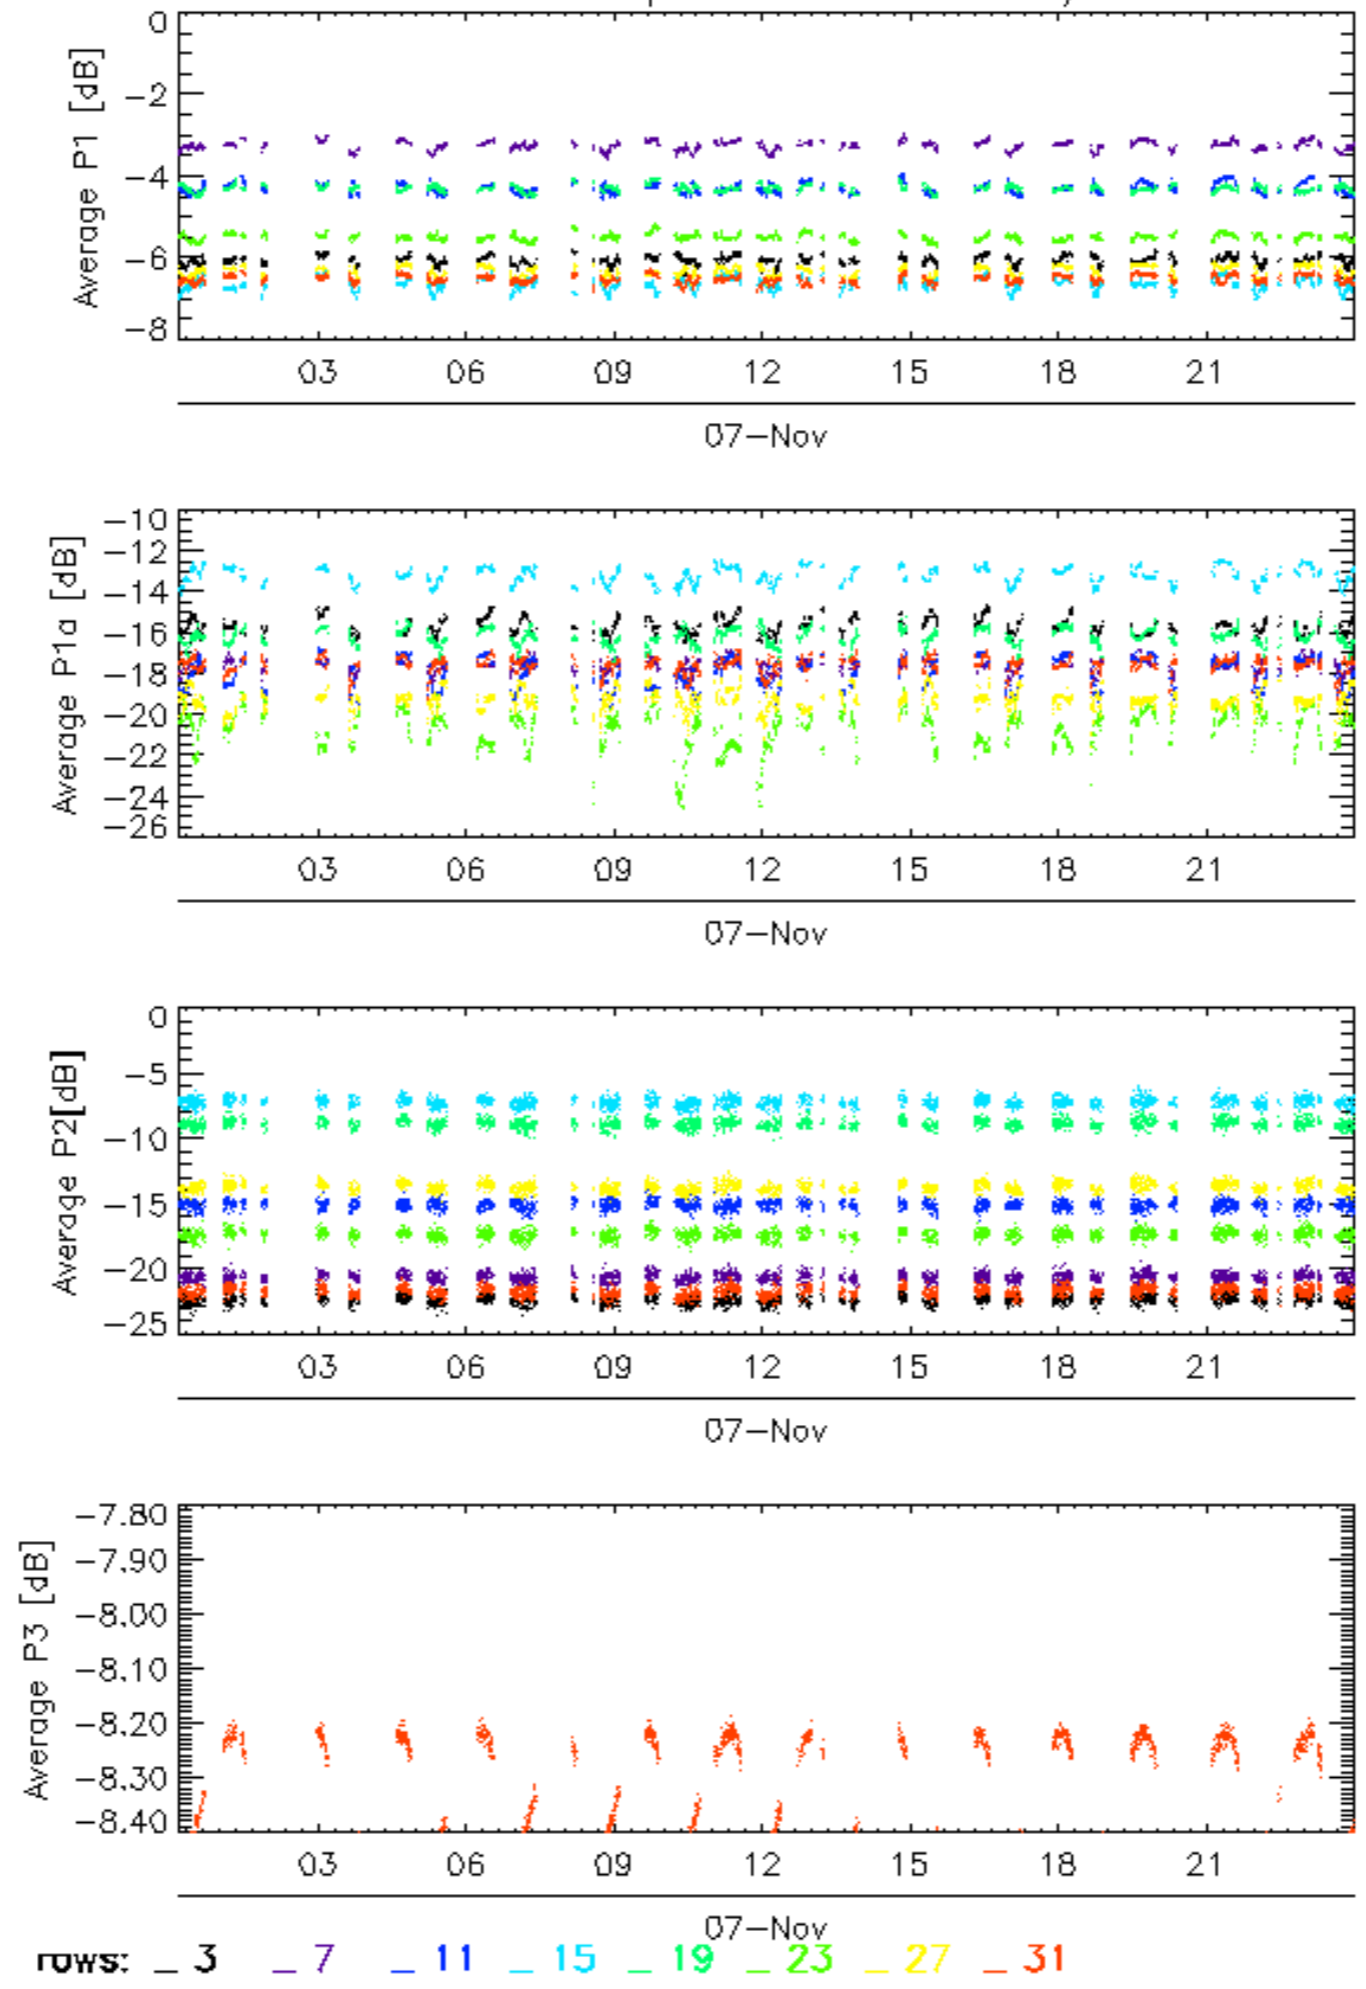 0
-2
-4
-6
-8
Average P1 [dB]
03 06 09 12 15 18 21
07-Nov
-10
-12
-14
-16
-18
-20
-22
-24
-26
Average P1a [dB]
03 06 09 12 15 18 21
07-Nov
0
-5
-10
-15
-20
-25
Average P2[dB]
03 06 09 12 15 18 21
07-Nov
-7.80
-7.90
-8.00
-8.10
-8.20
-8.30
-8.40
Average P3 [dB]
03 06 09 12 15 18 21
07-Nov
rows: _ 3 _ 7 _ 11 _ 15 _ 19 _ 23 _ 27 _ 31